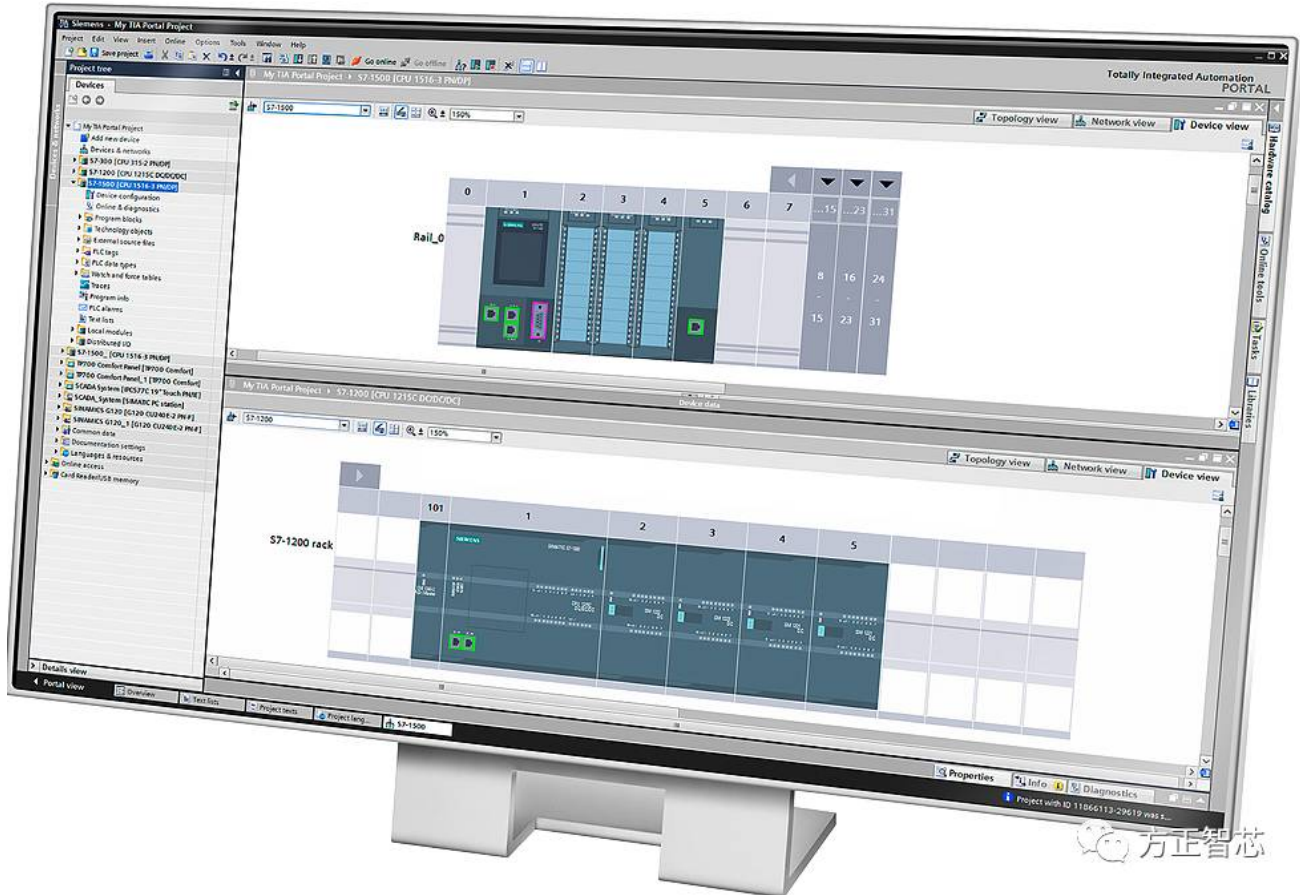 Siemens - My TIA Portal Project
Project Edit View Insert Online Options Tools Window Help
Save project Go online Go offline
Totally Integrated Automation
PORTAL
Project tree
My TIA Portal Project › S7-1500 [CPU 1516-3 PN/DP]
Devices
S7-1500 150%
Topology view Network view Device view
My TIA Portal Project
Add new device
Devices & networks
S7-300 [CPU 315-2 PN/DP]
S7-1200 [CPU 1215C DC/DC/DC]
S7-1500 [CPU 1516-3 PN/DP]
Device configuration
Online & diagnostics
Program blocks
Technology objects
External source files
PLC tags
PLC data types
Watch and force tables
Traces
Program info
PLC alarms
Text lists
Local modules
Distributed I/O
S7-1500_ [CPU 1516-3 PN/DP]
TP700 Comfort Panel [TP700 Comfort]
TP700 Comfort Panel_1 [TP700 Comfort]
SCADA System [IPC577C 19" Touch PN/IE]
SCADA_System [SIMATIC PC station]
SINAMICS G120 [G120 CU240E-2 PN-F]
SINAMICS G120_1 [G120 CU240E-2 PN-F]
Common data
Documentation settings
Languages & resources
Online access
Card Reader/USB memory
Devices & networks
0 1 2 3 4 5 6 7 ...15 ...23 ...31
Rail_0
SIEMENS
8 16 24
- - -
15 23 31
Hardware catalog
Online tools
Tasks
Libraries
Device data
My TIA Portal Project › S7-1200 [CPU 1215C DC/DC/DC]
S7-1200 150%
Topology view Network view Device view
101 1 2 3 4 5
S7-1200 rack
SIEMENS
Details view
Portal view Overview Text lists Project texts Project lang... S7-1500
Properties Info Diagnostics
Project with ID 11866113-29619 was s...
方正智芯